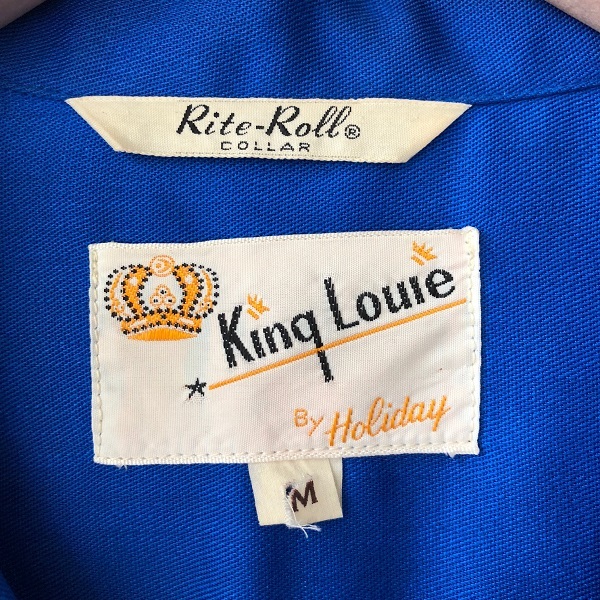 Rite-Roll®
COLLAR
King Louie
By Holiday
M